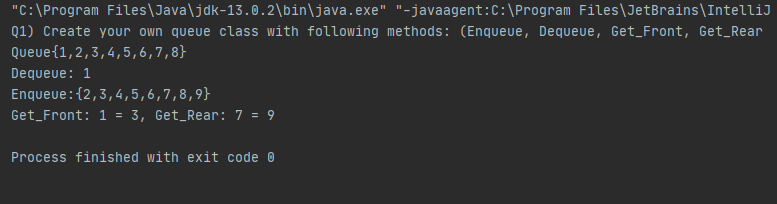 "C:\Program Files\Java\jdk-13.0.2\bin\java.exe" "-javaagent:C:\Program Files\JetBrains\IntelliJ
Q1) Create your own queue class with following methods: (Enqueue, Dequeue, Get_Front, Get_Rear
Queue{1,2,3,4,5,6,7,8}
Dequeue: 1
Enqueue:{2,3,4,5,6,7,8,9}
Get_Front: 1 = 3, Get_Rear: 7 = 9
Process finished with exit code 0